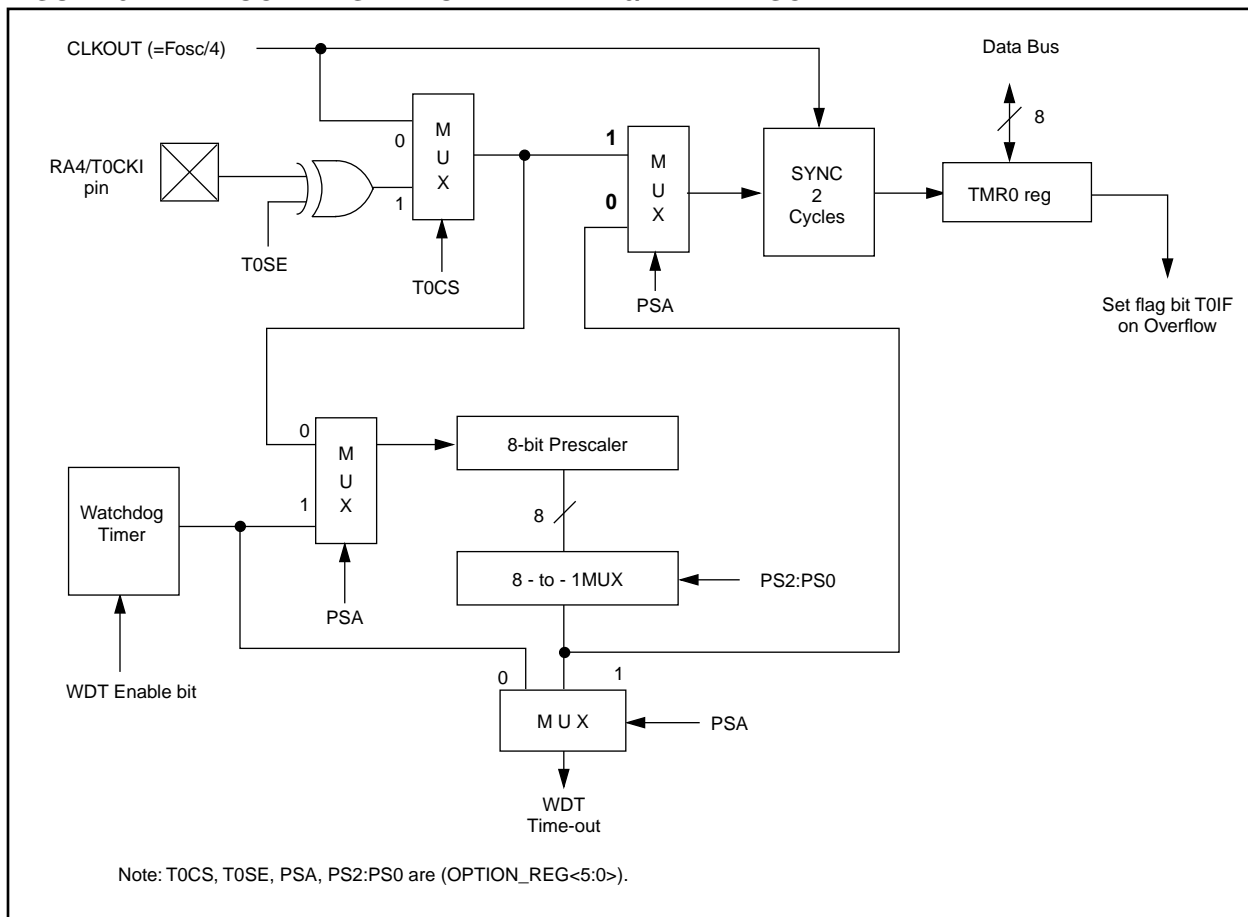 CLKOUT (=Fosc/4)
Data Bus
8
M
U
X
0
1
RA4/T0CKI
pin
T0SE
T0CS
1
0
M
U
X
PSA
SYNC
2
Cycles
TMR0 reg
Set flag bit T0IF
on Overflow
0
1
M
U
X
PSA
8-bit Prescaler
8
Watchdog
Timer
8 - to - 1MUX
PS2:PS0
WDT Enable bit
0
1
M U X
PSA
WDT
Time-out
Note: T0CS, T0SE, PSA, PS2:PS0 are (OPTION_REG<5:0>).